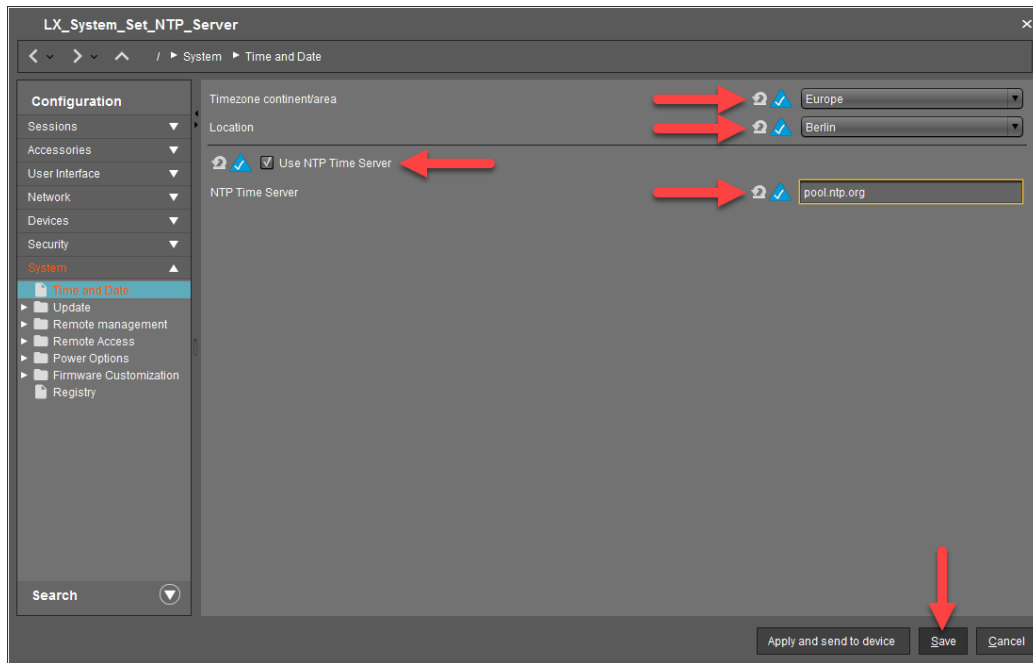 LX_System_Set_NTP_Server
/ System Time and Date
Configuration
Sessions
Accessories
User Interface
Network
Devices
Security
System
Time and Date
Update
Remote management
Remote Access
Power Options
Firmware Customization
Registry
Search
Timezone continent/area Europe
Location Berlin
Use NTP Time Server
NTP Time Server pool.ntp.org
Apply and send to device Save Cancel